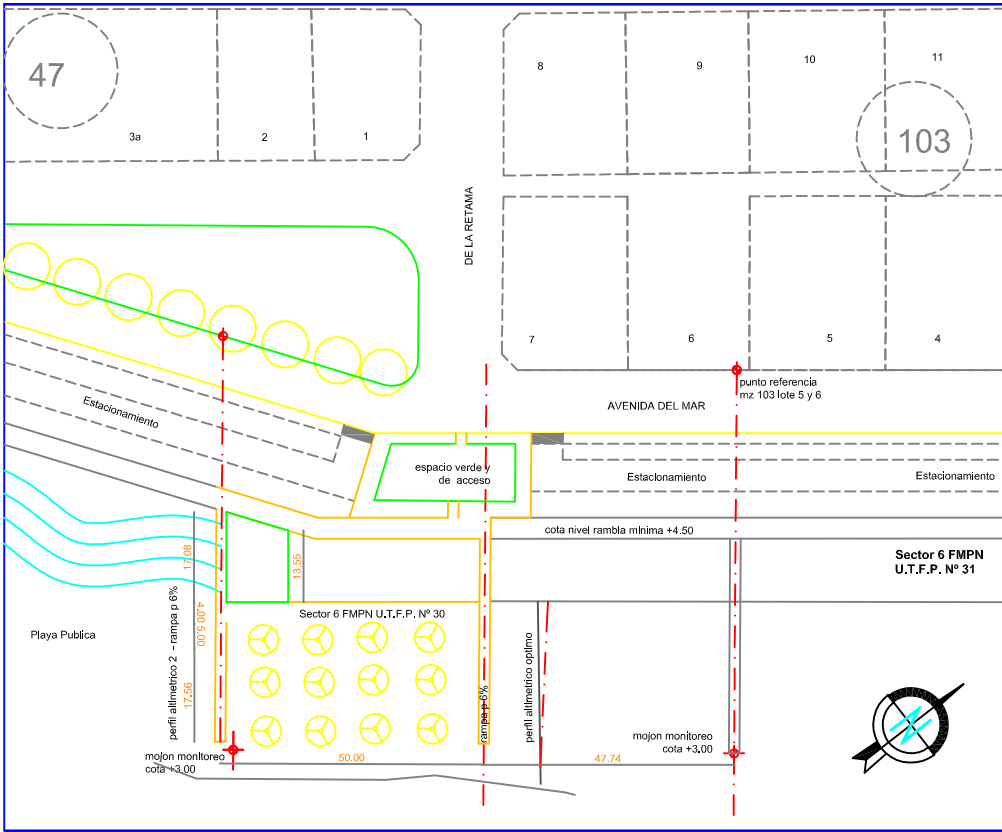 47
3a
2
1
8
9
10
11
103
DE LA RETAMA
7
6
5
4
punto referencia
mz 103 lote 5 y 6
AVENIDA DEL MAR
Estacionamiento
espacio verde y
de acceso
Estacionamiento
Estacionamiento
cota nivel rambla minima +4.50
Sector 6 FMPN
U.T.F.P. Nº 31
17.08
13.55
4.00 5.00
17.56
perfil altimetrico 2 - rampa p 6%
Sector 6 FMPN U.T.F.P. Nº 30
Playa Publica
rampa p 6%
perfil altimetrico optimo
mojon monitoreo
cota +3.00
50.00
47.74
mojon monitoreo
cota +3.00
N